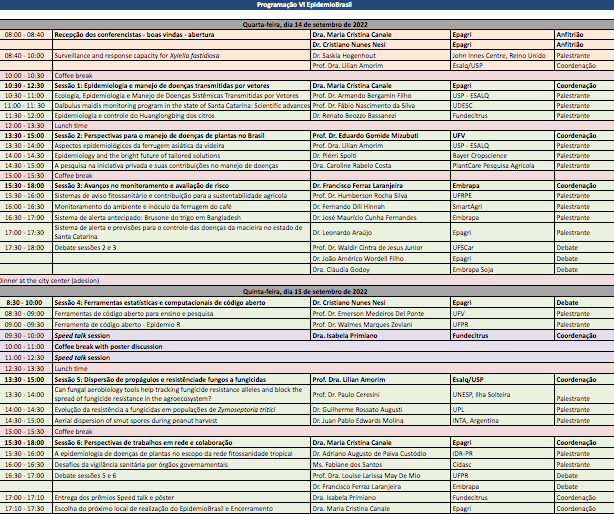 Programação VI EpidemioBrasil
Quarta-feira, dia 14 de setembro de 2022
08:00 - 08:40 Recepção dos conferencistas - boas vindas - abertura Dra. Maria Cristina Canale Epagri Anfitrião
Dr. Cristiano Nunes Nesi Epagri Anfitrião
08:40 - 10:00 Surveillance and response capacity for Xylella fastidiosa Dr. Saskia Hogenhout John Innes Centre, Reino Unido Palestrante
Prof. Dra. Lilian Amorim Esalq/USP Coordenação
10:00 - 10:30 Coffee break
10:30 - 12:30 Sessão 1: Epidemiologia e manejo de doenças transmitidas por vetores Dra. Maria Cristina Canale Epagri Coordenação
10:30 - 11:00 Ecologia, Epidemiologia e Manejo de Doenças Sistêmicas Transmitidas por Vetores Prof. Dr. Armando Bergamin Filho USP - ESALQ Palestrante
11:00 - 11:30 Dalbulus maidis monitoring program in the state of Santa Catarina: Scientific advances Prof. Dr. Fábio Nascimento da Silva UDESC Palestrante
11:30 - 12:00 Epidemiologia e controle do Huanglongbing dos citros Dr. Renato Beozzo Bassanezi Fundecitrus Palestrante
12:00 - 13:30 Lunch time
13:30 - 15:00 Sessão 2: Perspectivas para o manejo de doenças de plantas no Brasil Prof. Dr. Eduardo Gomide Mizubuti UFV Coordenação
13:30 - 14:00 Aspectos epidemiológicos da ferrugem asiática da videira Prof. Dra. Lilian Amorim USP - ESALQ Palestrante
14:00 - 14:30 Epidemiology and the bright future of tailored solutions Dr. Piérri Spolti Bayer Cropscience Palestrante
14:30 - 15:00 A pesquisa na iniciativa privada e suas contribuições no manejo de doenças Dra. Caroline Rabelo Costa PlantCare Pesquisa Agrícola Palestrante
15:00 - 15:30 Coffee break
15:30 - 18:00 Sessão 3: Avanços no monitoramento e avaliação de risco Dr. Francisco Ferraz Laranjeira Embrapa Coordenação
15:30 - 16:00 Sistemas de aviso fitossanitário e contribuição para a sustentabilidade agrícola Prof. Dr. Humberson Rocha Silva UFRPE Palestrante
16:00 - 16:30 Monitoramento do ambiente e inóculo da ferrugem do café Dr. Fernando Dill Hinnah SmartAgri Palestrante
16:30 - 17:00 Sistema de alerta antecipado: Brusone do trigo em Bangladesh Dr. José Maurício Cunha Fernandes Embrapa Palestrante
17:00 - 17:30 Sistema de alerta e previsões para o controle das doenças da macieira no estado de Santa Catarina Dr. Leonardo Araújo Epagri Palestrante
17:30 - 18:00 Debate sessões 2 e 3 Prof. Dr. Waldir Cintra de Jesus Junior UFSCar Debate
Dr. João Américo Wordell Filho Epagri Debate
Dra. Cláudia Godoy Embrapa Soja Debate
Dinner at the city center (adesion)
Quinta-feira, dia 15 de setembro de 2022
8:30 - 10:00 Sessão 4: Ferramentas estatísticas e computacionais de código aberto Dr. Cristiano Nunes Nesi Epagri Debate
08:30 - 09:00 Ferramentas de código aberto para ensino e pesquisa Prof. Dr. Emerson Medeiros Del Ponte UFV Palestrante
09:00 - 09:30 Ferramenta de código aberto - Epidemio R Prof. Dr. Walmes Marques Zeviani UFPR Palestrante
09:30 - 10:00 Speed talk session Dra. Isabela Primiano Fundecitrus Coordenação
10:00 - 11:00 Coffee break with poster discussion
11:00 - 12:30 Speed talk session
12:30 - 13:30 Lunch time
13:30 - 15:00 Sessão 5: Dispersão de propágulos e resistênciade fungos a fungicidas Prof. Dra. Lilian Amorim Esalq/USP Coordenação
13:30 - 14:00 Can fungal aerobiology tools help tracking fungicide resistance alleles and block the spread of fungicide resistance in the agroecosystem? Prof. Dr. Paulo Ceresini UNESP, Ilha Solteira Palestrante
14:00 - 14:30 Evolução da resistência a fungicidas em populações de Zymoseptoria tritici Dr. Guilherme Rossato Augusti UPL Palestrante
14:30 - 15:00 Aerial dispersion of smut spores during peanut harvest Dr. Juan Pablo Edwards Molina INTA, Argentina Palestrante
15:00 - 15:30 Coffee break
15:30 - 18:00 Sessão 6: Perspectivas de trabalhos em rede e colaboração Dra. Maria Cristina Canale Epagri Coordenação
15:30 - 16:00 A epidemiologia de doenças de plantas no escopo da rede fitossanidade tropical Dr. Adriano Augusto de Paiva Custódio IDR-PR Palestrante
16:00 - 16:30 Desafios da vigilância sanitária por órgãos governamentais Ms. Fabiane dos Santos Cidasc Palestrante
16:30 - 17:00 Debate sessões 5 e 6 Prof. Dra. Louise Larissa May De Mio UFPR Debate
Dr. Francisco Ferraz Laranjeira Embrapa Debate
17:00 - 17:10 Entrega dos prêmios Speed talk e pôster Dra. Isabela Primiano Fundecitrus Coordenação
17:10 - 17:30 Escolha do próximo local de realização do EpidemioBrasil e Encerramento Dra. Maria Cristina Canale Epagri Coordenação